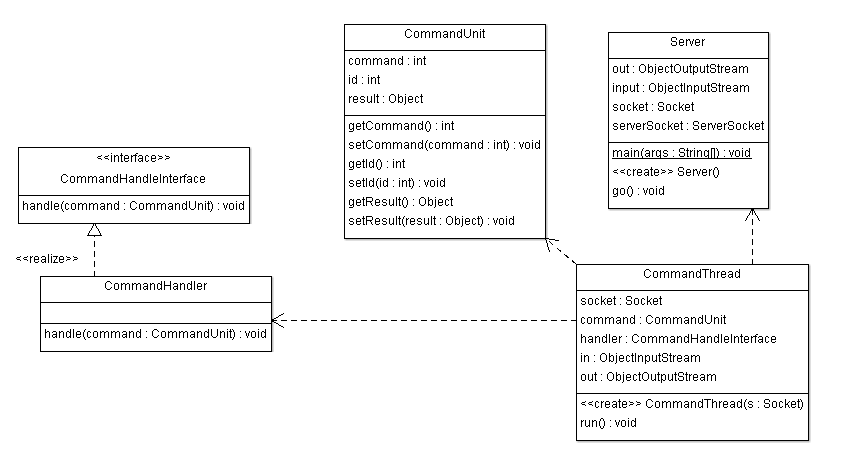 CommandUnit
command : int
id : int
result : Object
getCommand() : int
setCommand(command : int) : void
getId() : int
setId(id : int) : void
getResult() : Object
setResult(result : Object) : void
Server
out : ObjectOutputStream
input : ObjectInputStream
socket : Socket
serverSocket : ServerSocket
main(args : String[]) : void
<<create>> Server()
go() : void
<<interface>>
CommandHandleInterface
handle(command : CommandUnit) : void
<<realize>>
CommandHandler
handle(command : CommandUnit) : void
CommandThread
socket : Socket
command : CommandUnit
handler : CommandHandleInterface
in : ObjectInputStream
out : ObjectOutputStream
<<create>> CommandThread(s : Socket)
run() : void